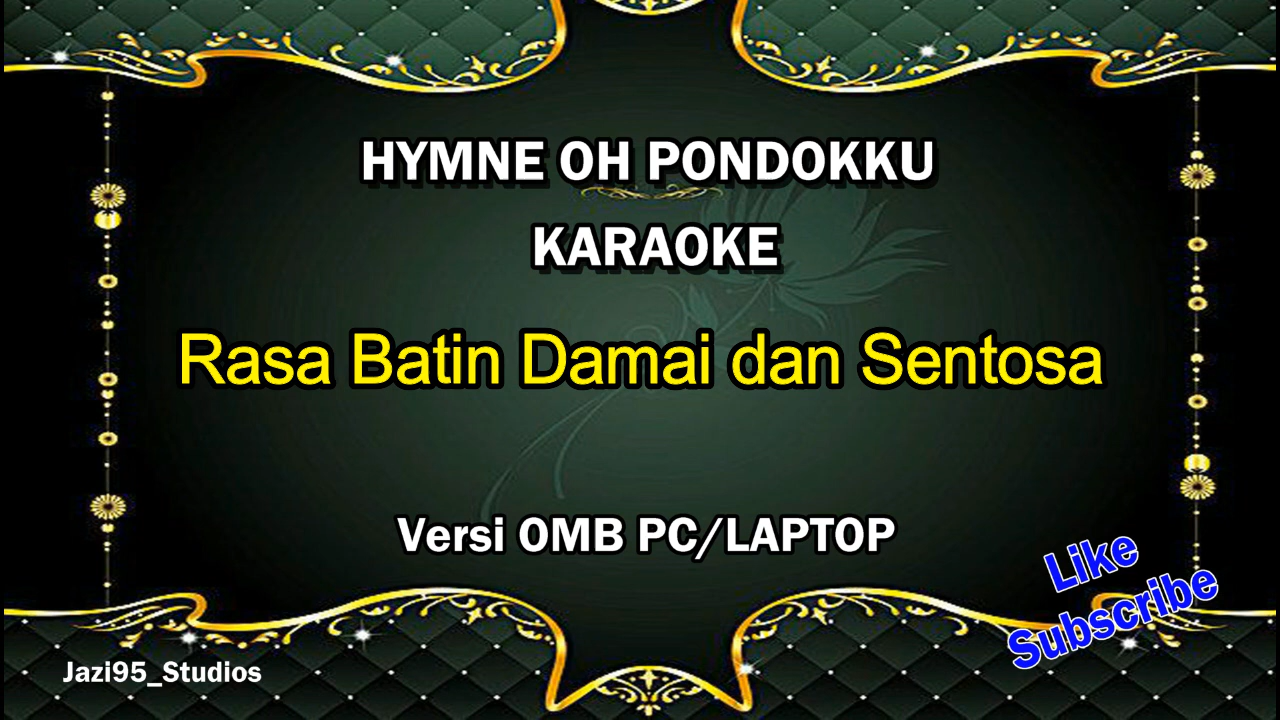 HYMNE OH PONDOKKU
KARAOKE
Rasa Batin Damai dan Sentosa
Versi OMB PC/LAPTOP
Like
Subscribe
Jazi95_Studios